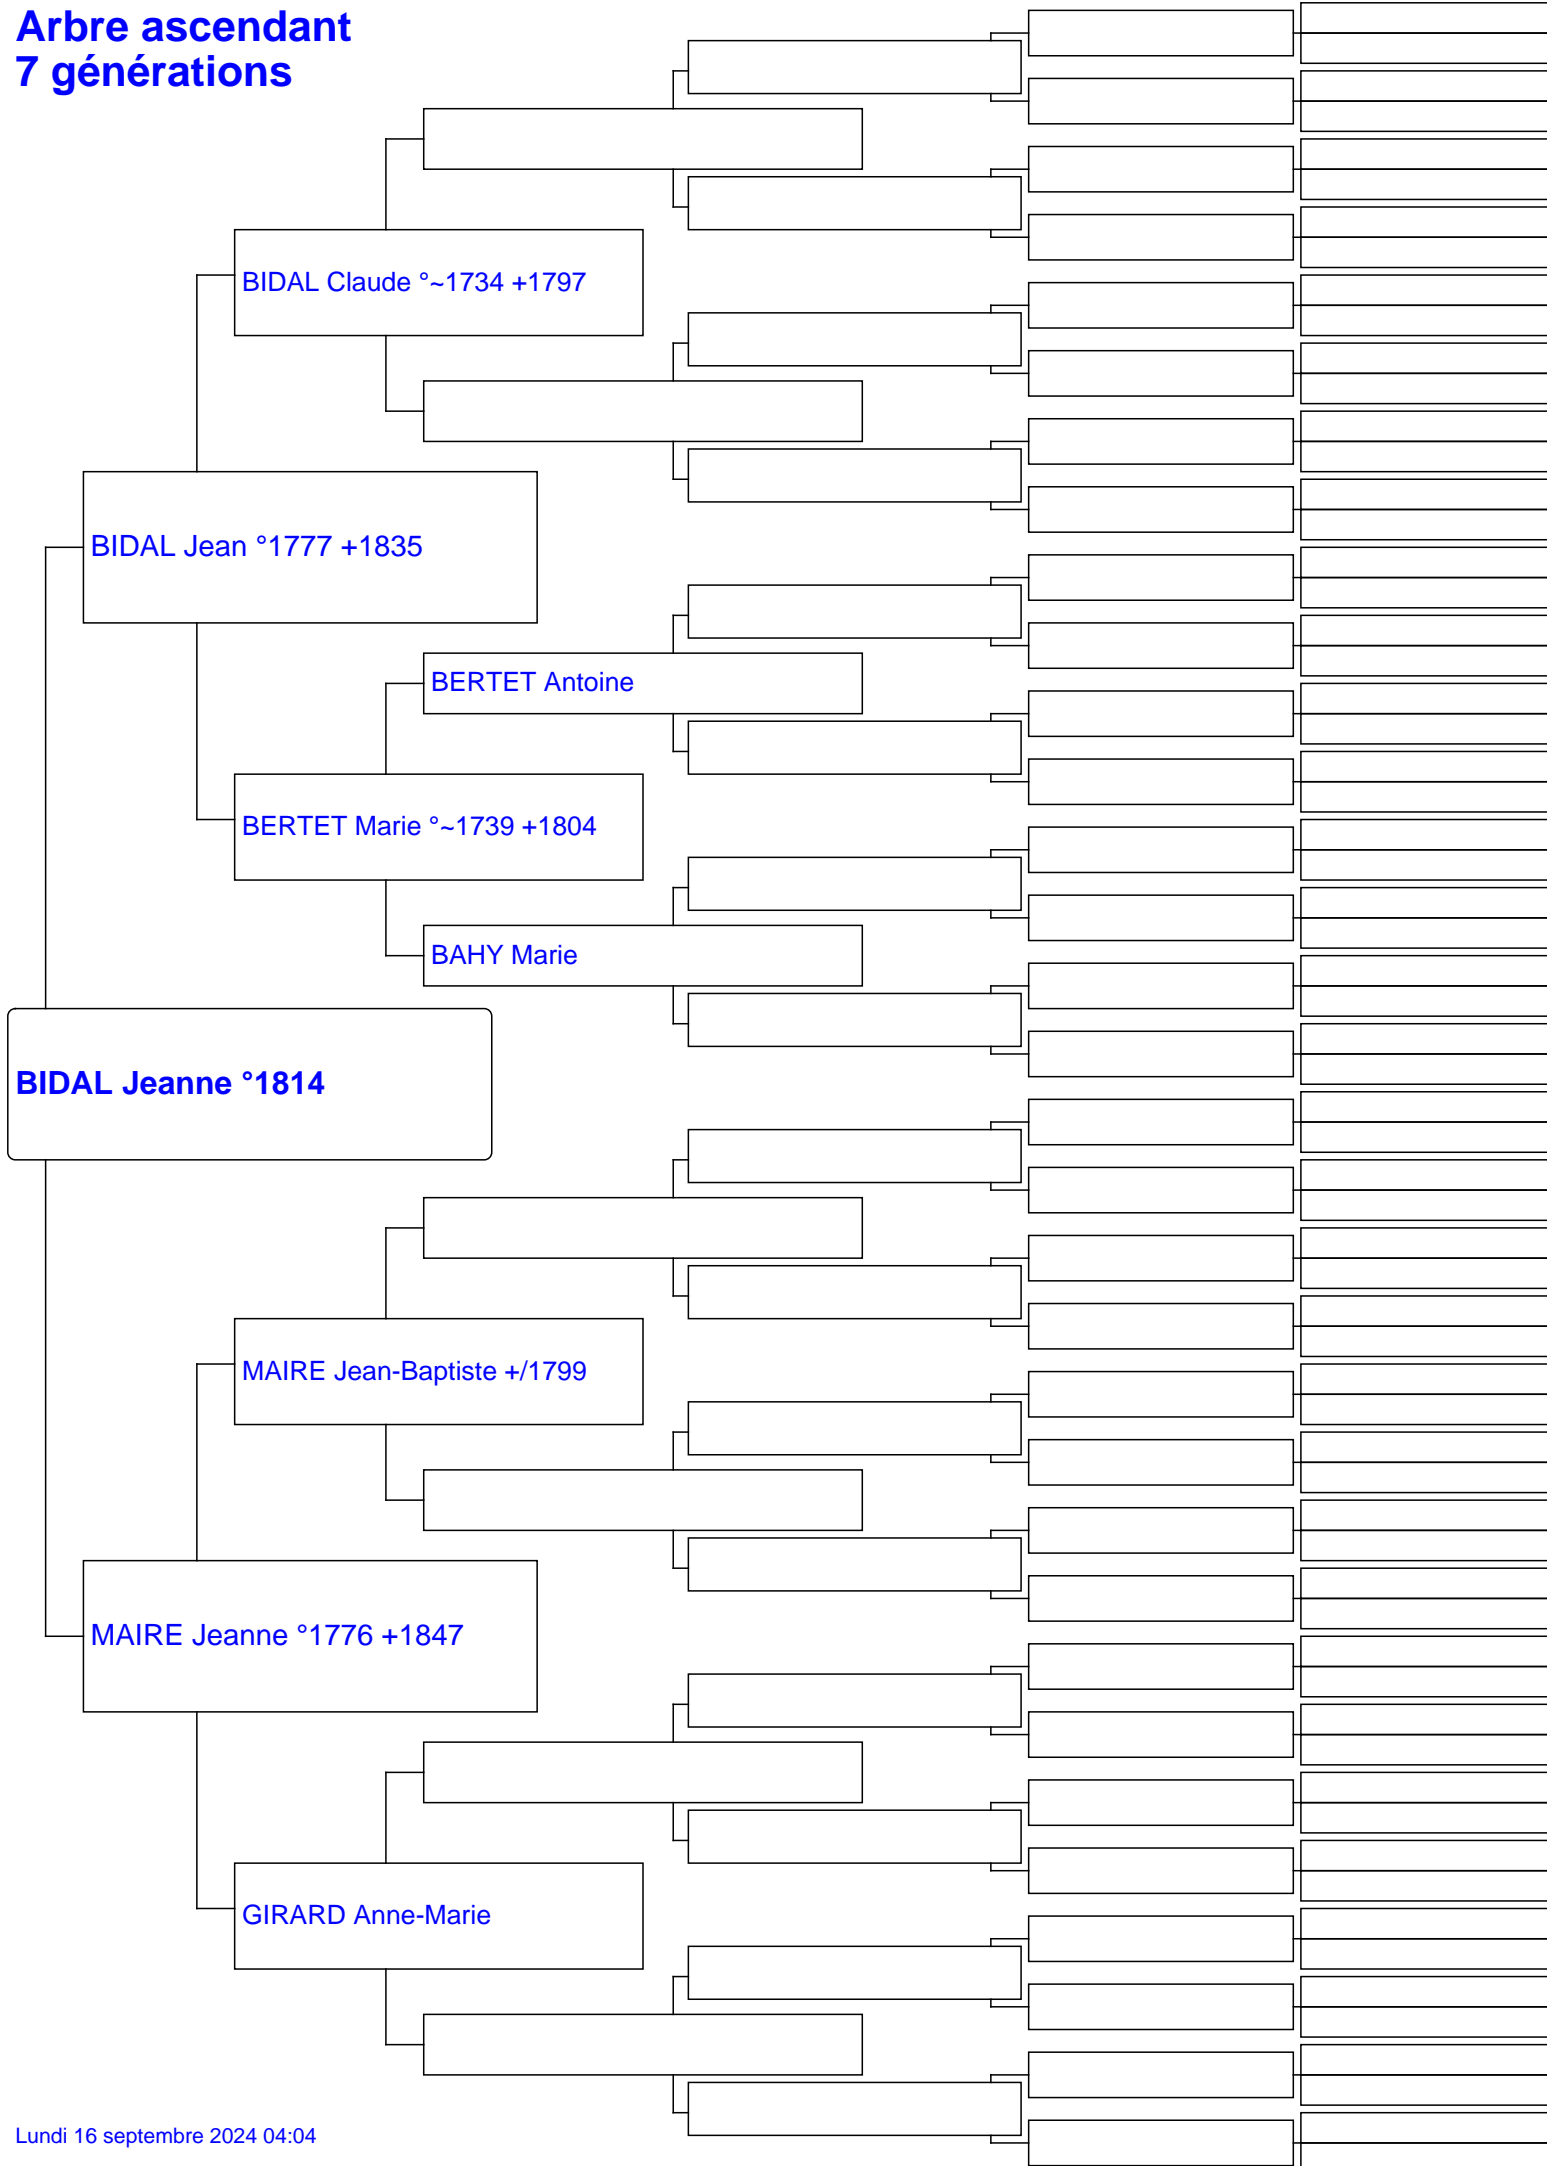 Arbre ascendant
7 générations
BIDAL Claude °~1734 +1797
BIDAL Jean °1777 +1835
BERTET Antoine
BERTET Marie °~1739 +1804
BAHY Marie
BIDAL Jeanne °1814
MAIRE Jean-Baptiste +/1799
MAIRE Jeanne °1776 +1847
GIRARD Anne-Marie
Lundi 16 septembre 2024 04:04